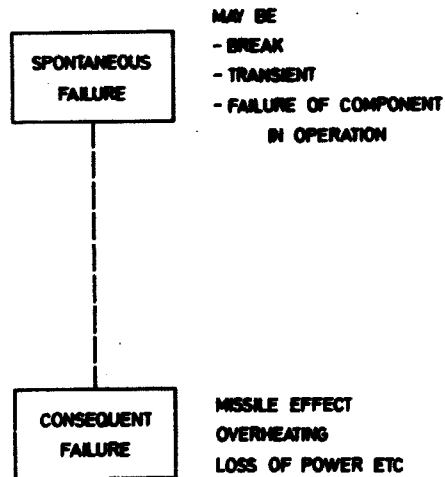 SPONTANEOUS
FAILURE
MAY BE
- BREAK
- TRANSIENT
- FAILURE OF COMPONENT
IN OPERATION
CONSEQUENT
FAILURE
MISSILE EFFECT
OVERHEATING
LOSS OF POWER ETC